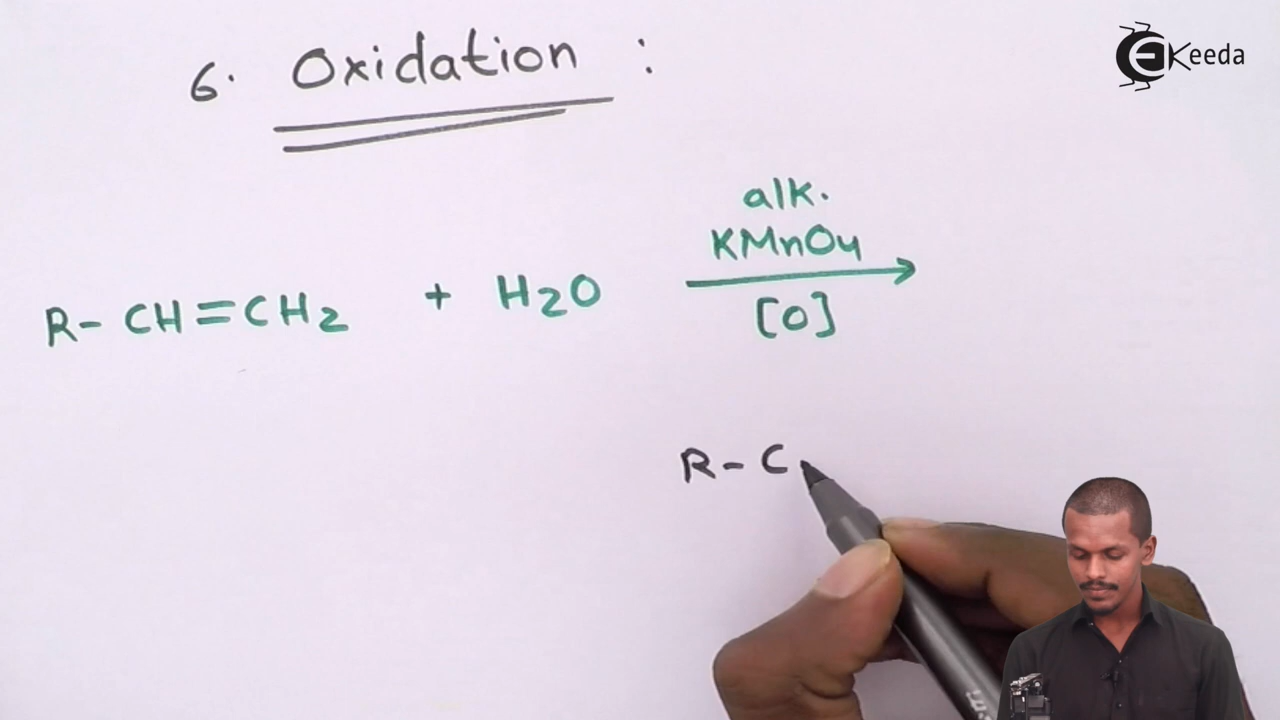 EKeeda
6. Oxidation :
alk.
KMnO4
R- CH=CH2 + H2O
[O]
R- C